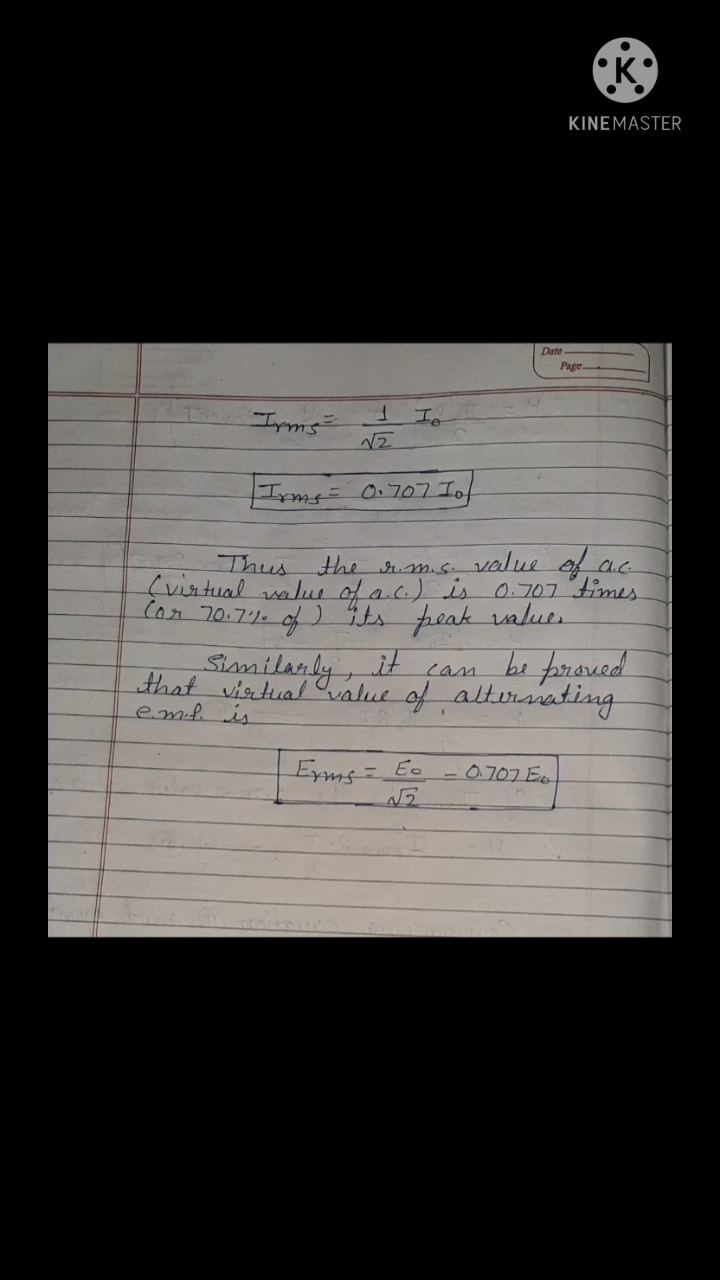 KINEMASTER
Date
Page
Irms = 1/√2 I₀
Irms = 0.707 I₀
Thus the r.m.s. value of a.c.
(virtual value of a.c.) is 0.707 times
(or 70.7% of) its peak value.
Similarly, it can be proved
that virtual value of alternating
e.m.f. is
Erms = E₀/√2 = 0.707 E₀